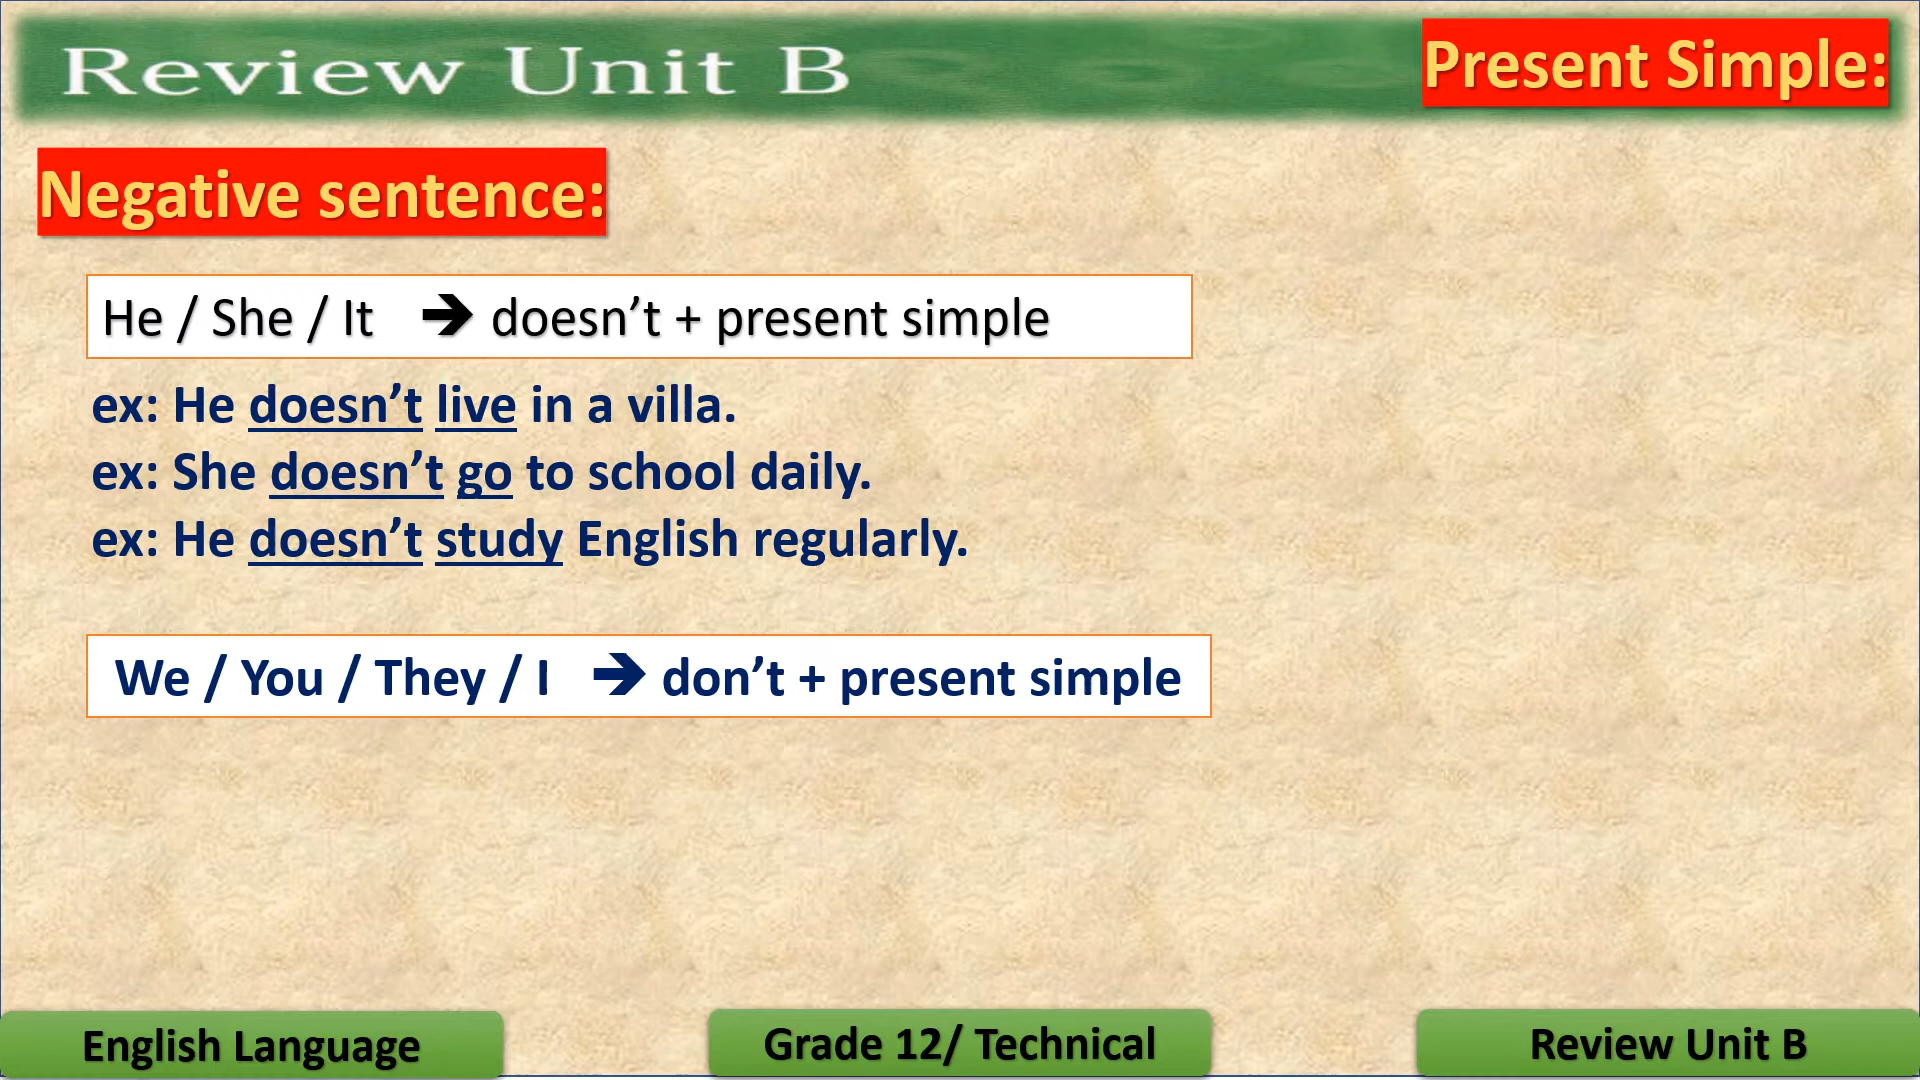 Review Unit B
Present Simple:
Negative sentence:
He / She / It ➔ doesn’t + present simple
ex: He doesn’t live in a villa.
ex: She doesn’t go to school daily.
ex: He doesn’t study English regularly.
We / You / They / I ➔ don’t + present simple
English Language
Grade 12/ Technical
Review Unit B